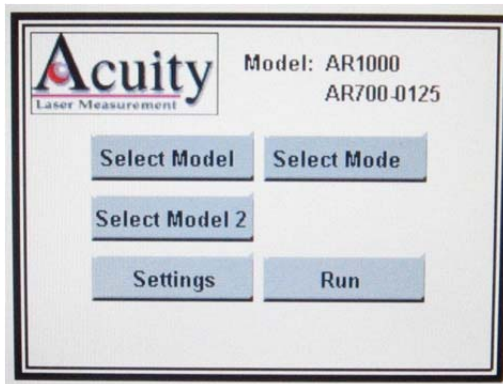 Acuity
Laser Measurement
Model: AR1000
AR700-0125
Select Model
Select Mode
Select Model 2
Settings
Run